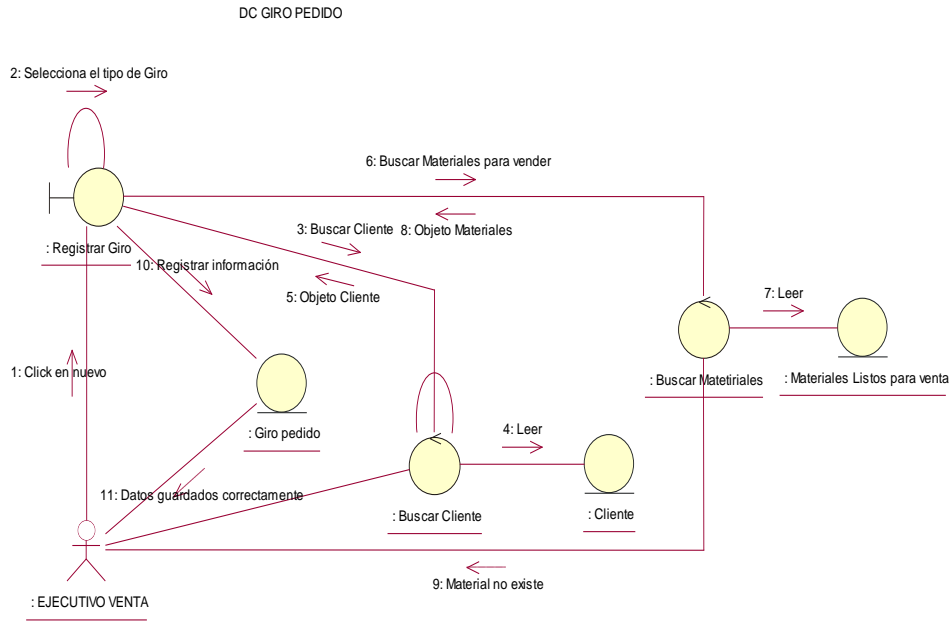 DC GIRO PEDIDO
2: Selecciona el tipo de Giro
6: Buscar Materiales para vender
3: Buscar Cliente
8: Objeto Materiales
: Registrar Giro
10: Registrar información
5: Objeto Cliente
7: Leer
1: Click en nuevo
: Buscar Matetiriales
: Materiales Listos para venta
: Giro pedido
4: Leer
11: Datos guardados correctamente
: Buscar Cliente
: Cliente
9: Material no existe
: EJECUTIVO VENTA